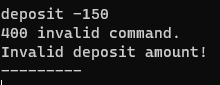 deposit -150
400 invalid command.
Invalid deposit amount!
---------